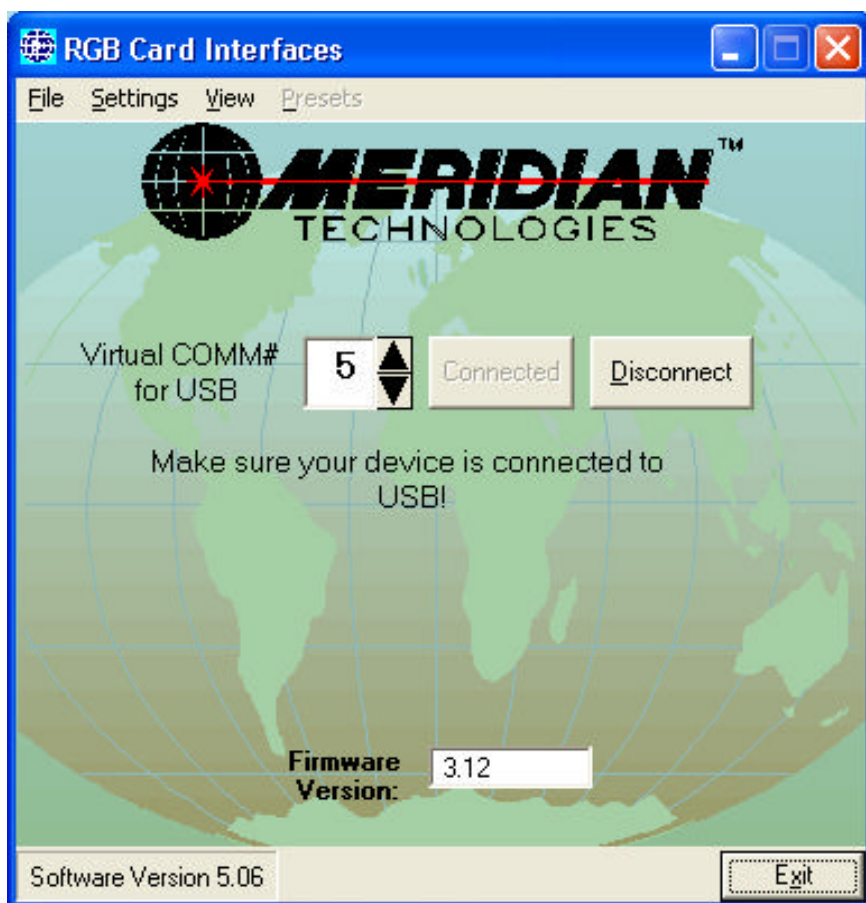 RGB Card Interfaces
File Settings View Presets
MERIDIAN™
TECHNOLOGIES
Virtual COMM#
for USB
5
Connected
Disconnect
Make sure your device is connected to
USB!
Firmware
Version:
3.12
Software Version 5.06
Exit